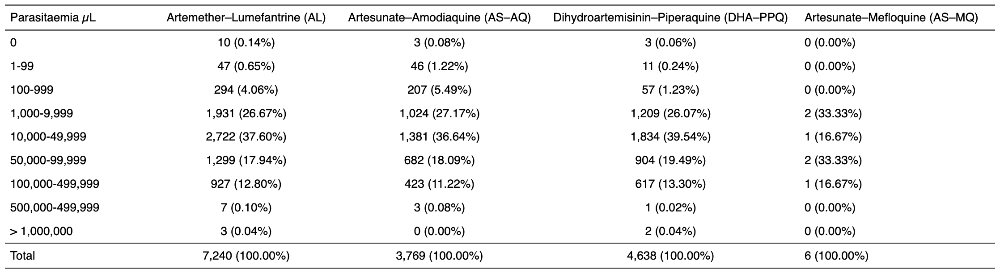 Parasitaemia µL Artemether–Lumefantrine (AL) Artesunate–Amodiaquine (AS–AQ) Dihydroartemisinin–Piperaquine (DHA–PPQ) Artesunate–Mefloquine (AS–MQ)
0 10 (0.14%) 3 (0.08%) 3 (0.06%) 0 (0.00%)
1-99 47 (0.65%) 46 (1.22%) 11 (0.24%) 0 (0.00%)
100-999 294 (4.06%) 207 (5.49%) 57 (1.23%) 0 (0.00%)
1,000-9,999 1,931 (26.67%) 1,024 (27.17%) 1,209 (26.07%) 2 (33.33%)
10,000-49,999 2,722 (37.60%) 1,381 (36.64%) 1,834 (39.54%) 1 (16.67%)
50,000-99,999 1,299 (17.94%) 682 (18.09%) 904 (19.49%) 2 (33.33%)
100,000-499,999 927 (12.80%) 423 (11.22%) 617 (13.30%) 1 (16.67%)
500,000-499,999 7 (0.10%) 3 (0.08%) 1 (0.02%) 0 (0.00%)
> 1,000,000 3 (0.04%) 0 (0.00%) 2 (0.04%) 0 (0.00%)
Total 7,240 (100.00%) 3,769 (100.00%) 4,638 (100.00%) 6 (100.00%)